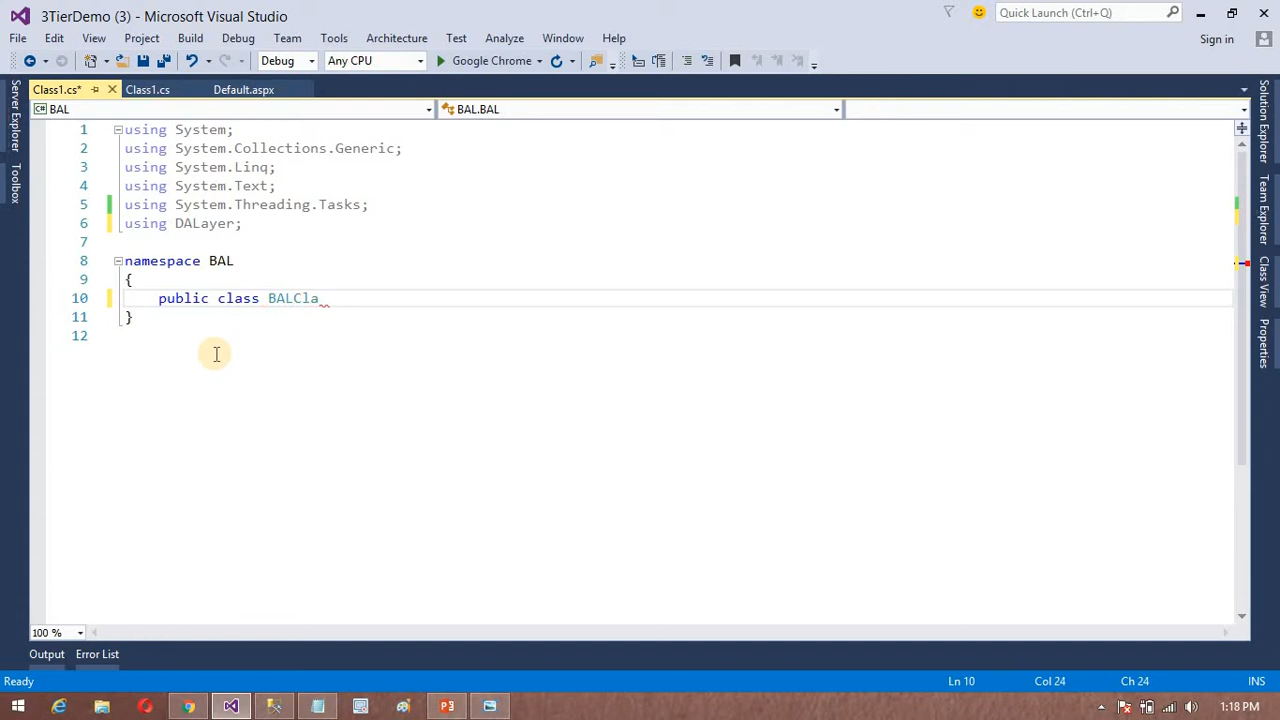 3TierDemo (3) - Microsoft Visual Studio
Quick Launch (Ctrl+Q)
File Edit View Project Build Debug Team Tools Architecture Test Analyze Window Help
Sign in
Debug Any CPU Google Chrome
Class1.cs* Class1.cs Default.aspx
BAL BAL.BAL
Server Explorer
Toolbox
1 using System;
2 using System.Collections.Generic;
3 using System.Linq;
4 using System.Text;
5 using System.Threading.Tasks;
6 using DALayer;
7
8 namespace BAL
9 {
10 public class BALCla
11 }
12
Solution Explorer
Team Explorer
Class View
Properties
100 %
Output Error List
Ready Ln 10 Col 24 Ch 24 INS
1:18 PM